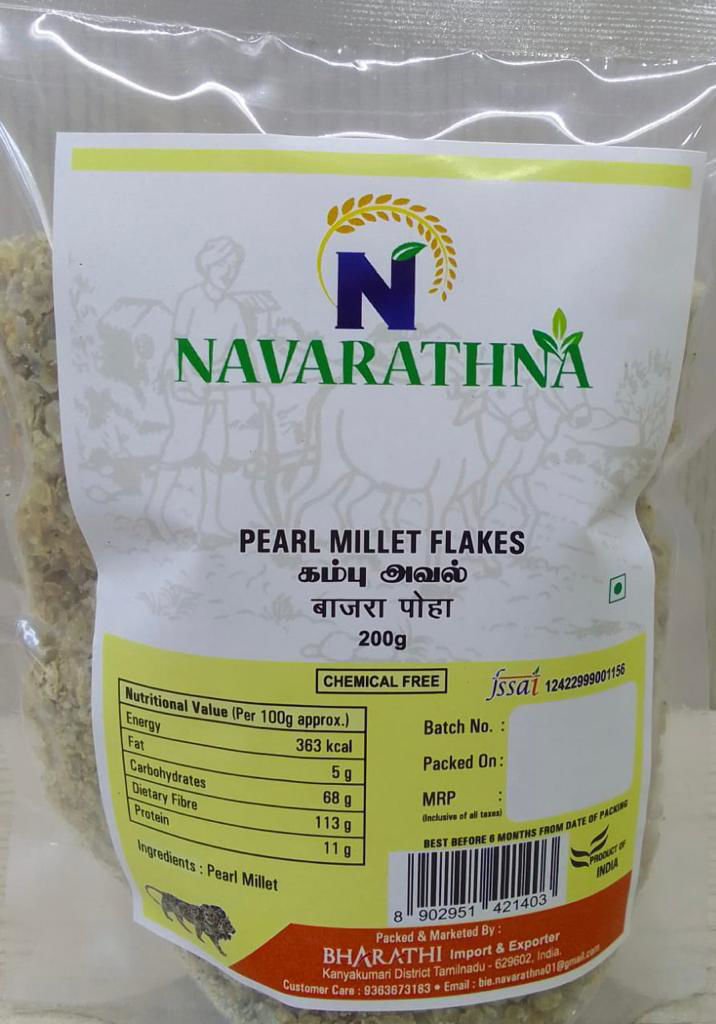 N
NAVARATHNA
PEARL MILLET FLAKES
கம்பு அவல்
बाजरा पोहा
200g
CHEMICAL FREE
fssai 12422999001156
Nutritional Value (Per 100g approx.)
Energy 363 kcal
Fat 5 g
Carbohydrates 68 g
Dietary Fibre 113 g
Protein 11 g
Ingredients : Pearl Millet
Batch No. :
Packed On :
MRP :
(Inclusive of all taxes)
BEST BEFORE 6 MONTHS FROM DATE OF PACKING
PRODUCT OF
INDIA
8 902951 421403
Packed & Marketed By :
BHARATHI Import & Exporter
Kanyakumari District Tamilnadu - 629602, India.
Customer Care : 9363673183 • Email : bie.navarathna01@gmail.com